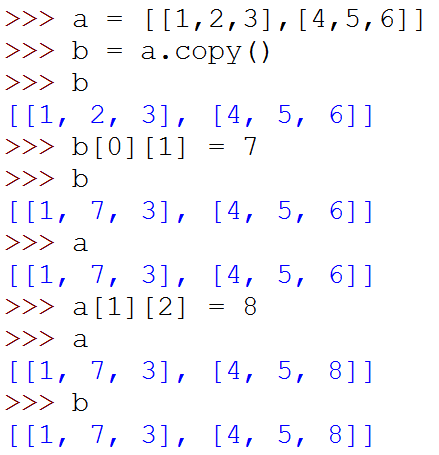 >>> a = [[1,2,3],[4,5,6]]
>>> b = a.copy()
>>> b
[[1, 2, 3], [4, 5, 6]]
>>> b[0][1] = 7
>>> b
[[1, 7, 3], [4, 5, 6]]
>>> a
[[1, 7, 3], [4, 5, 6]]
>>> a[1][2] = 8
>>> a
[[1, 7, 3], [4, 5, 8]]
>>> b
[[1, 7, 3], [4, 5, 8]]